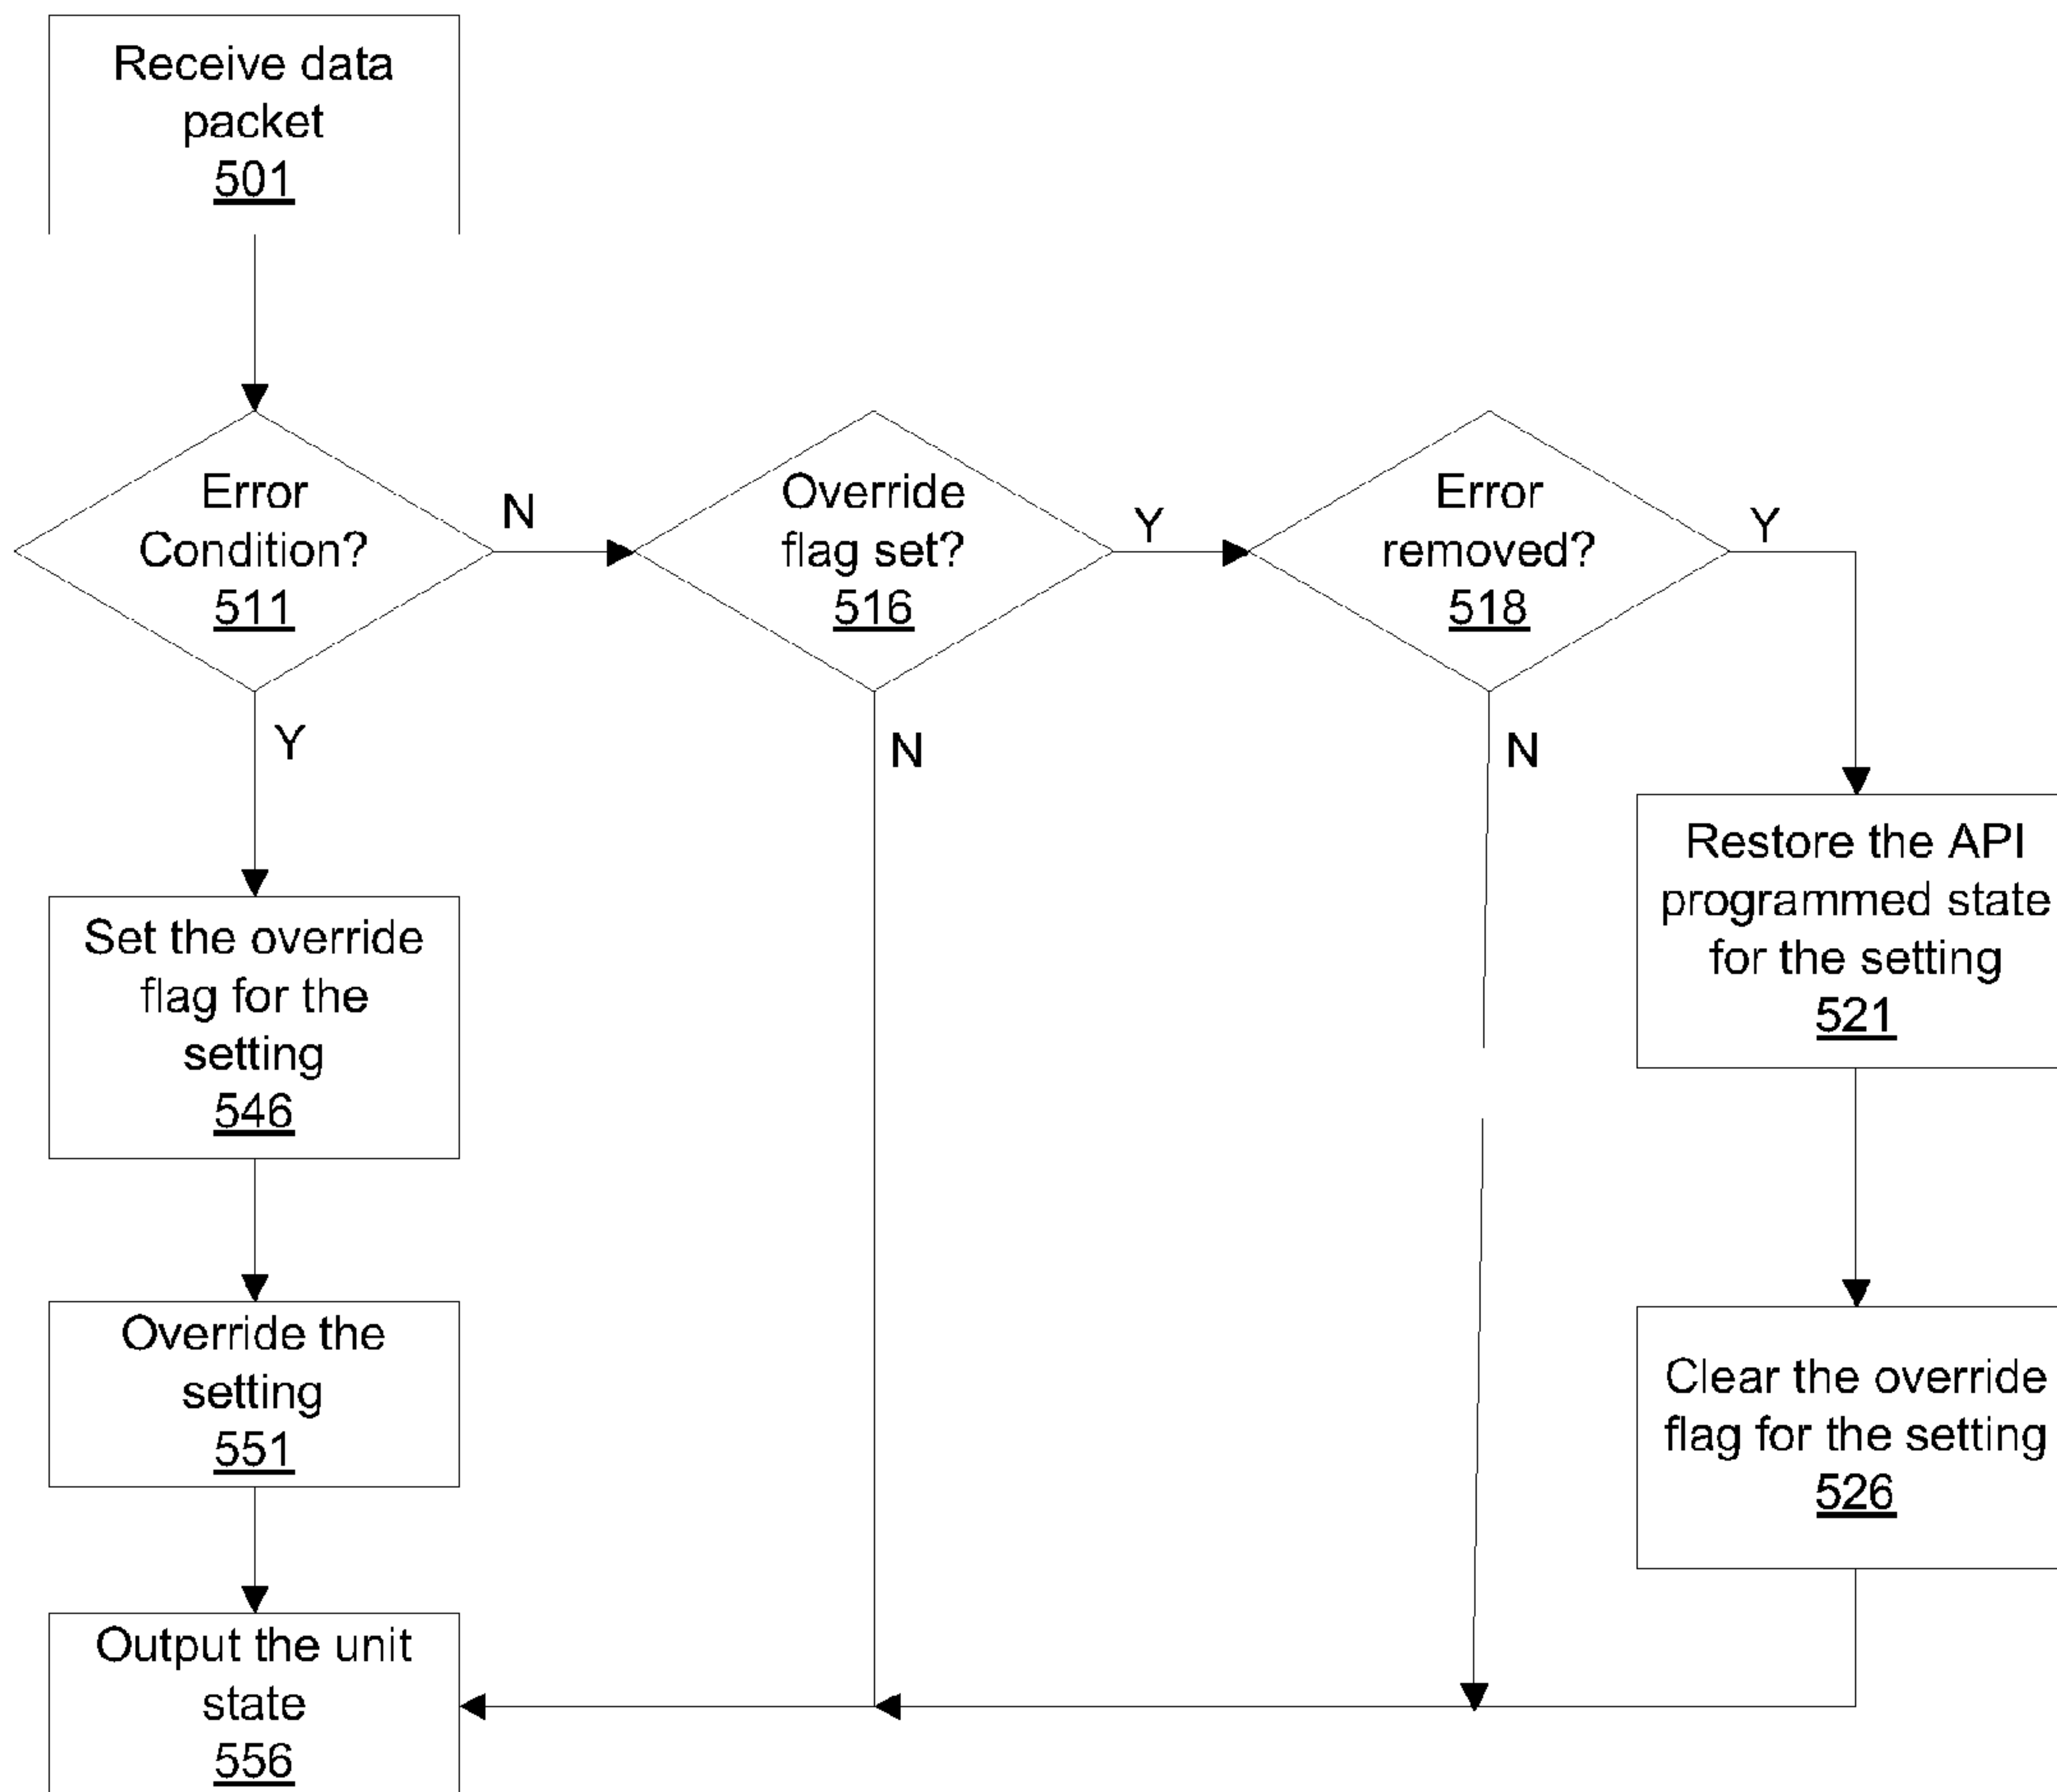 Receive data
packet
501
Error
Condition?
511
N
Override
flag set?
516
Y
Error
removed?
518
Y
Y
N
N
Set the override
flag for the
setting
546
Restore the API
programmed state
for the setting
521
Override the
setting
551
Clear the override
flag for the setting
526
Output the unit
state
556